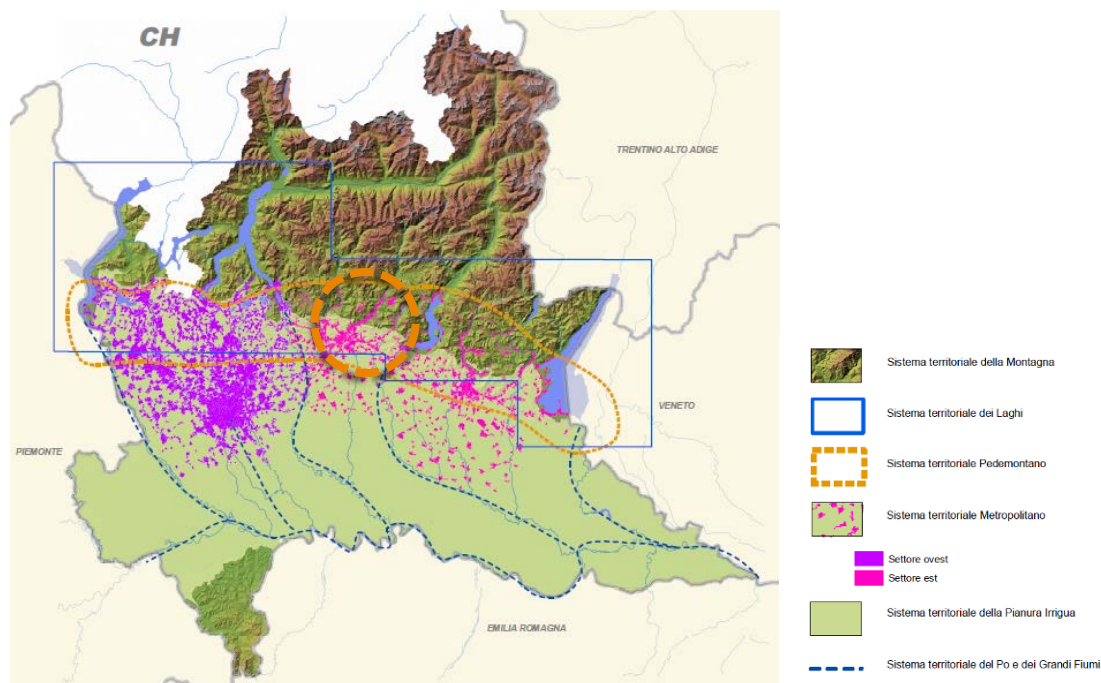 CH
TRENTINO ALTO ADIGE
VENETO
PIEMONTE
EMILIA ROMAGNA
Sistema territoriale della Montagna
Sistema territoriale dei Laghi
Sistema territoriale Pedemontano
Sistema territoriale Metropolitano
Settore ovest
Settore est
Sistema territoriale della Pianura Irrigua
Sistema territoriale del Po e dei Grandi Fiumi